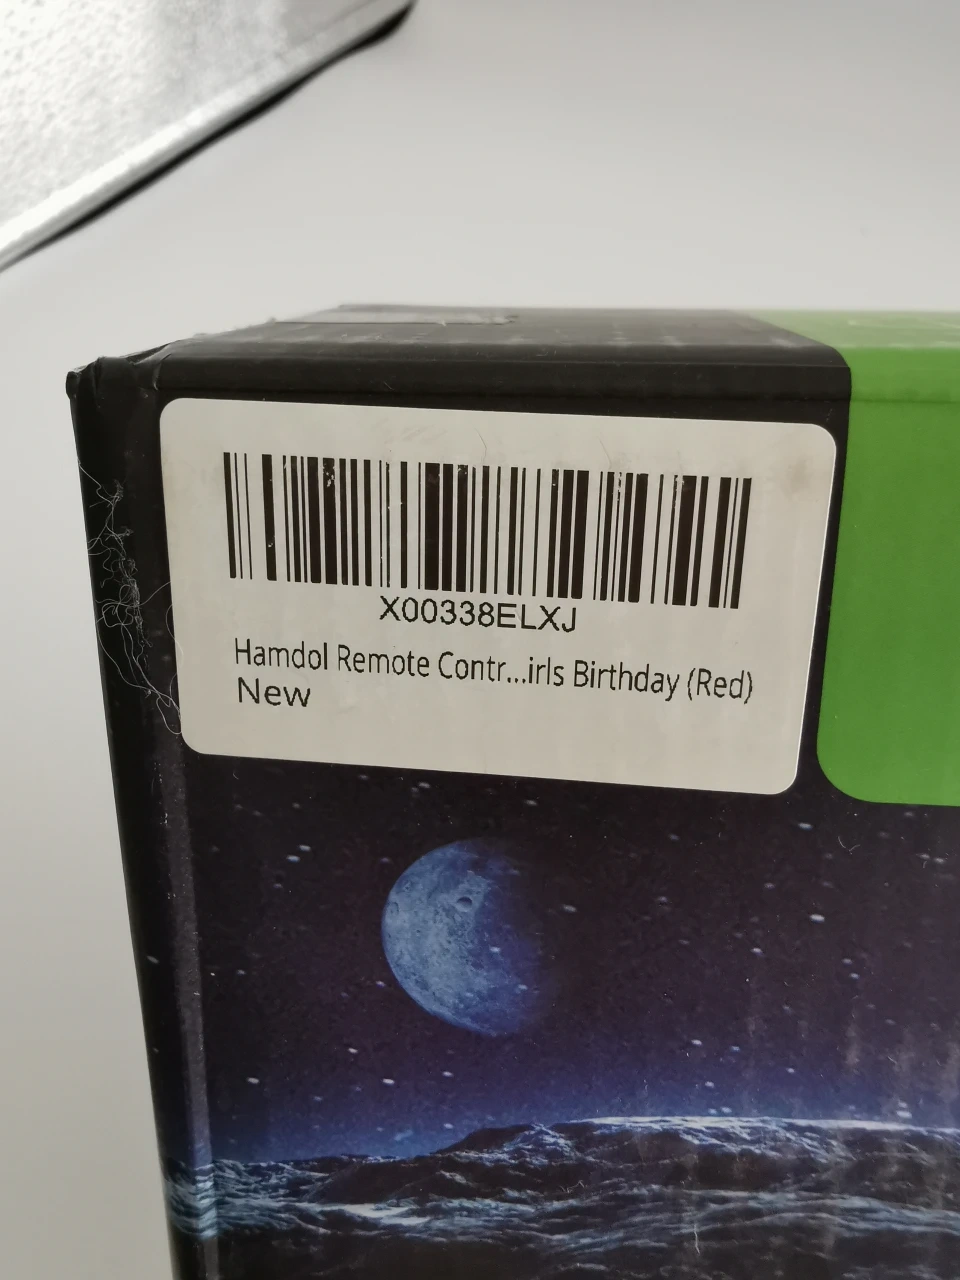 X00338ELXJ
Hamdol Remote Contr...irls Birthday (Red)
New